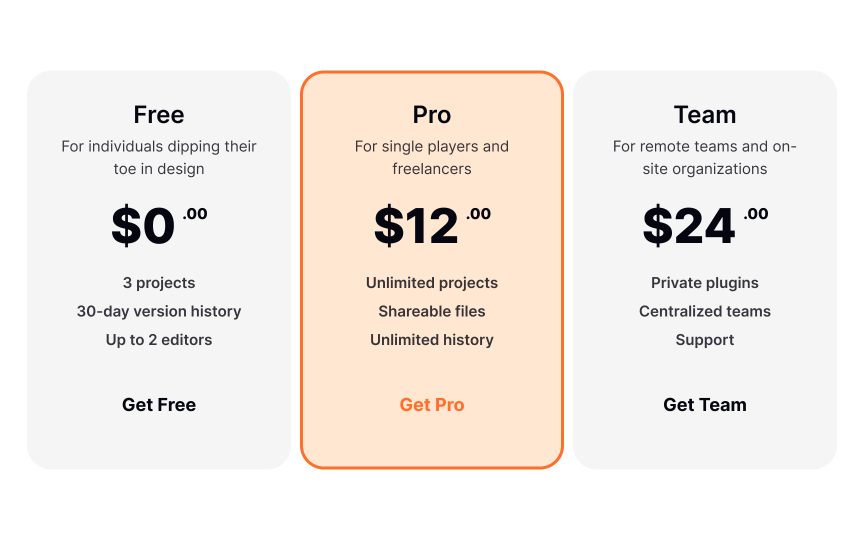 Free
For individuals dipping their
toe in design
$0 .00
3 projects
30-day version history
Up to 2 editors
Get Free
Pro
For single players and
freelancers
$12 .00
Unlimited projects
Shareable files
Unlimited history
Get Pro
Team
For remote teams and on-
site organizations
$24 .00
Private plugins
Centralized teams
Support
Get Team